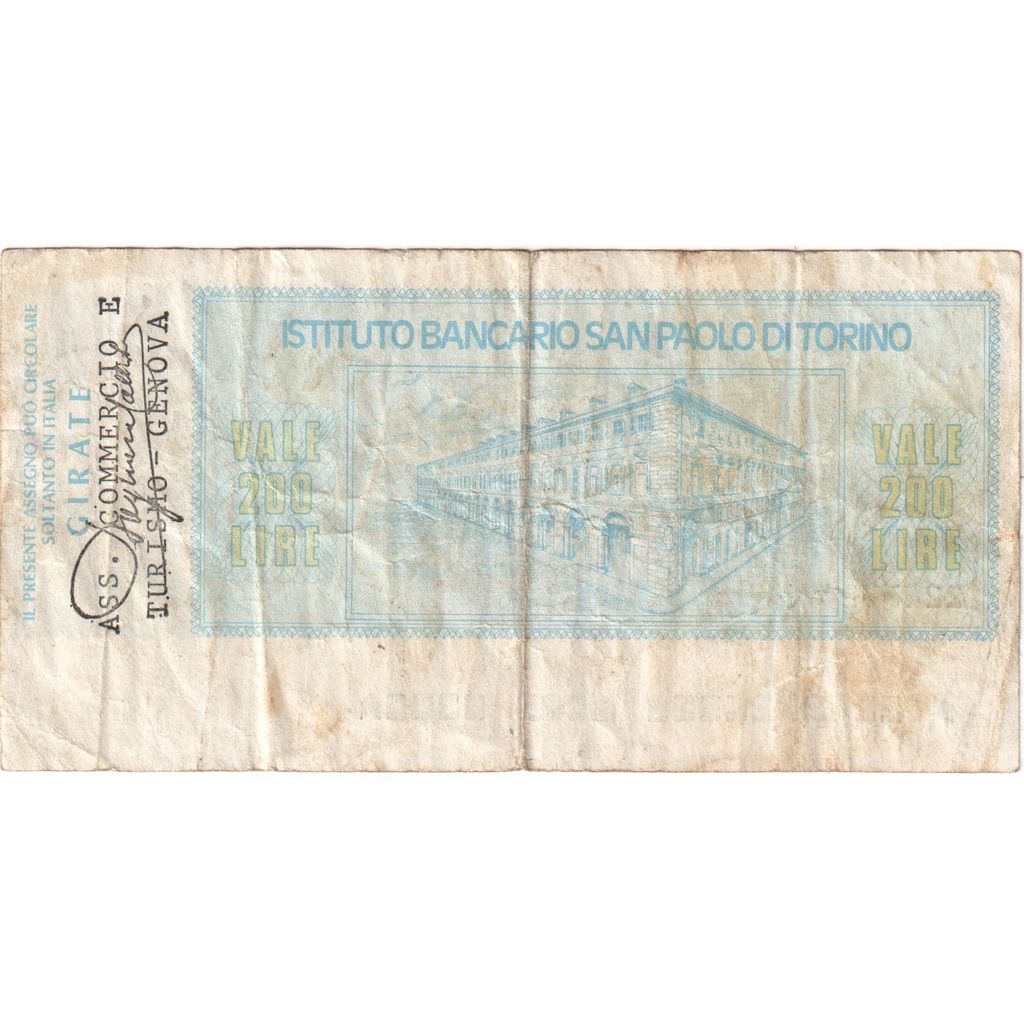 IL PRESENTE ASSEGNO PUÒ CIRCOLARE
SOLTANTO IN ITALIA
GIRATE
ASS. COMMERCIO E
TURISMO - GENOVA
ISTITUTO BANCARIO SAN PAOLO DI TORINO
VALE
200
LIRE
VALE
200
LIRE